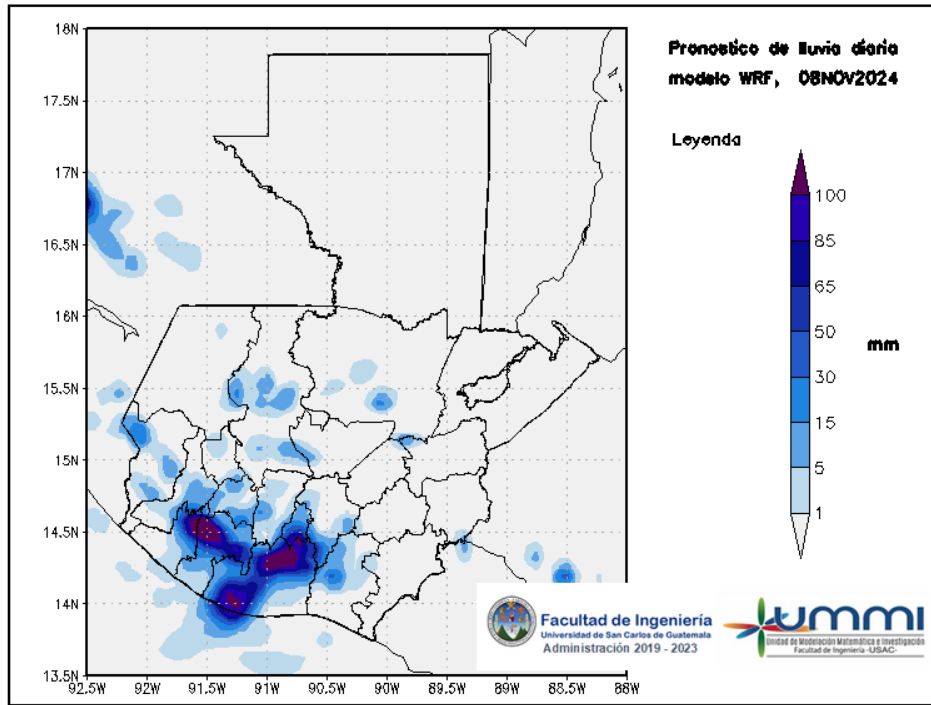 Pronostico de lluvia diaria
modelo WRF, 08NOV2024
Leyenda
100
85
65
50
30
15
5
1
mm
18N
17.5N
17N
16.5N
16N
15.5N
15N
14.5N
14N
13.5N
92.5W
92W
91.5W
91W
90.5W
90W
89.5W
89W
88.5W
88W
Facultad de Ingeniería
Universidad de San Carlos de Guatemala
Administración 2019 - 2023
ummi
Unidad de Modelación Matemática e Investigación
Facultad de Ingeniería -USAC-